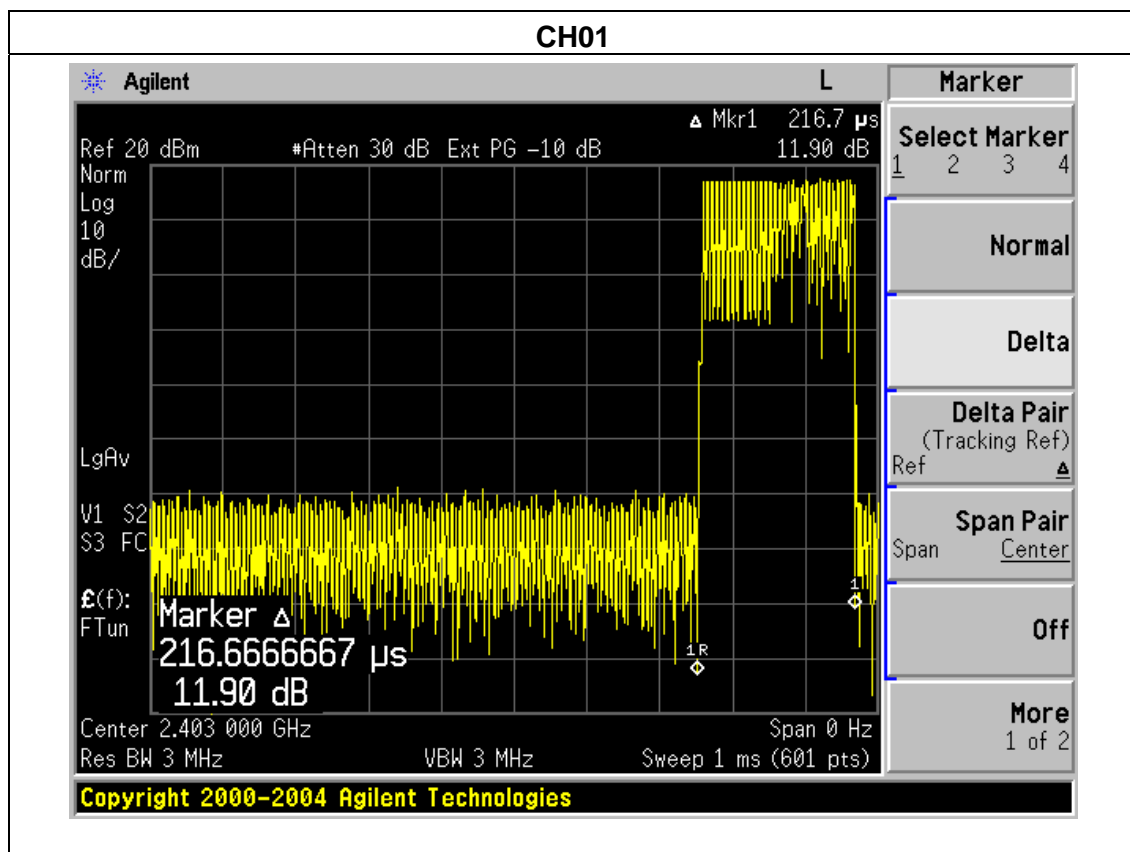 CH01
Agilent L Marker
Δ Mkr1 216.7 µs
Ref 20 dBm #Atten 30 dB Ext PG -10 dB 11.90 dB
Norm
Log
10
dB/
LgAv
V1 S2
S3 FC
£(f):
FTun
1R
1
Marker Δ
216.6666667 µs
11.90 dB
Center 2.403 000 GHz Span 0 Hz
Res BW 3 MHz VBW 3 MHz Sweep 1 ms (601 pts)
Select Marker
1 2 3 4
Normal
Delta
Delta Pair
(Tracking Ref)
Ref Δ
Span Pair
Span Center
Off
More
1 of 2
Copyright 2000-2004 Agilent Technologies